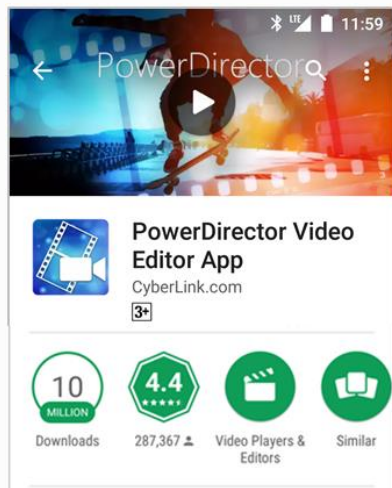 LTE 11:59
PowerDirector
PowerDirector Video
Editor App
CyberLink.com
3+
10
MILLION
Downloads
4.4
287,367
Video Players &
Editors
Similar